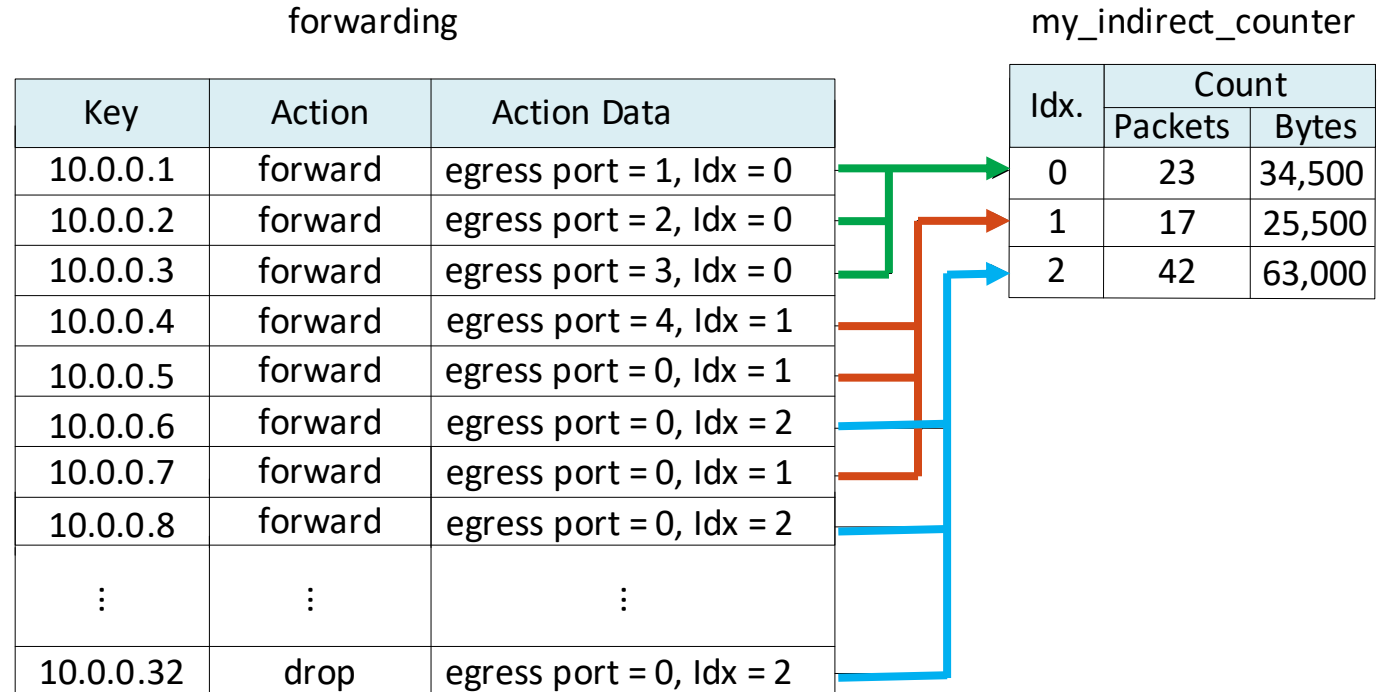 forwarding
my_indirect_counter
Key Action Action Data
10.0.0.1 forward egress port = 1, Idx = 0
10.0.0.2 forward egress port = 2, Idx = 0
10.0.0.3 forward egress port = 3, Idx = 0
10.0.0.4 forward egress port = 4, Idx = 1
10.0.0.5 forward egress port = 0, Idx = 1
10.0.0.6 forward egress port = 0, Idx = 2
10.0.0.7 forward egress port = 0, Idx = 1
10.0.0.8 forward egress port = 0, Idx = 2
⋮ ⋮ ⋮
10.0.0.32 drop egress port = 0, Idx = 2
Idx. Count
Packets Bytes
0 23 34,500
1 17 25,500
2 42 63,000